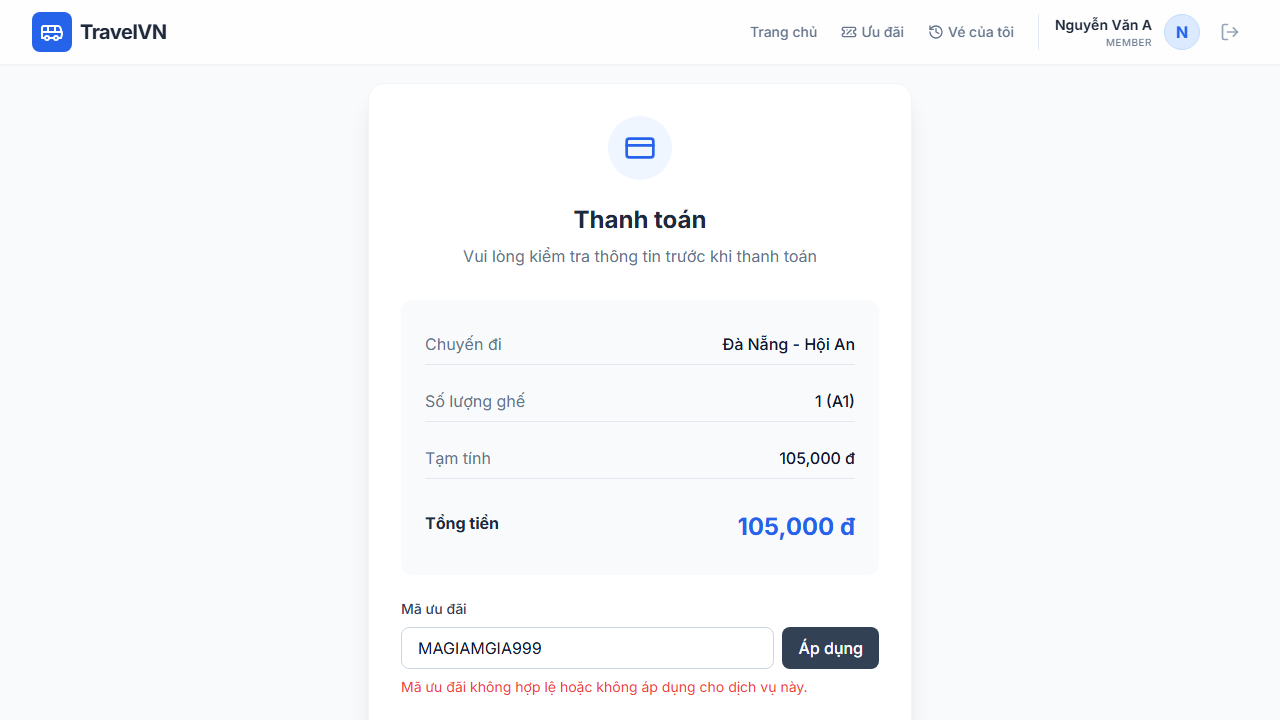 TravelVN
Trang chủ
Ưu đãi
Vé của tôi
Nguyễn Văn A
MEMBER
N
Thanh toán
Vui lòng kiểm tra thông tin trước khi thanh toán
Chuyến đi
Đà Nẵng - Hội An
Số lượng ghế
1 (A1)
Tạm tính
105,000 đ
Tổng tiền
105,000 đ
Mã ưu đãi
MAGIAMGIA999
Áp dụng
Mã ưu đãi không hợp lệ hoặc không áp dụng cho dịch vụ này.